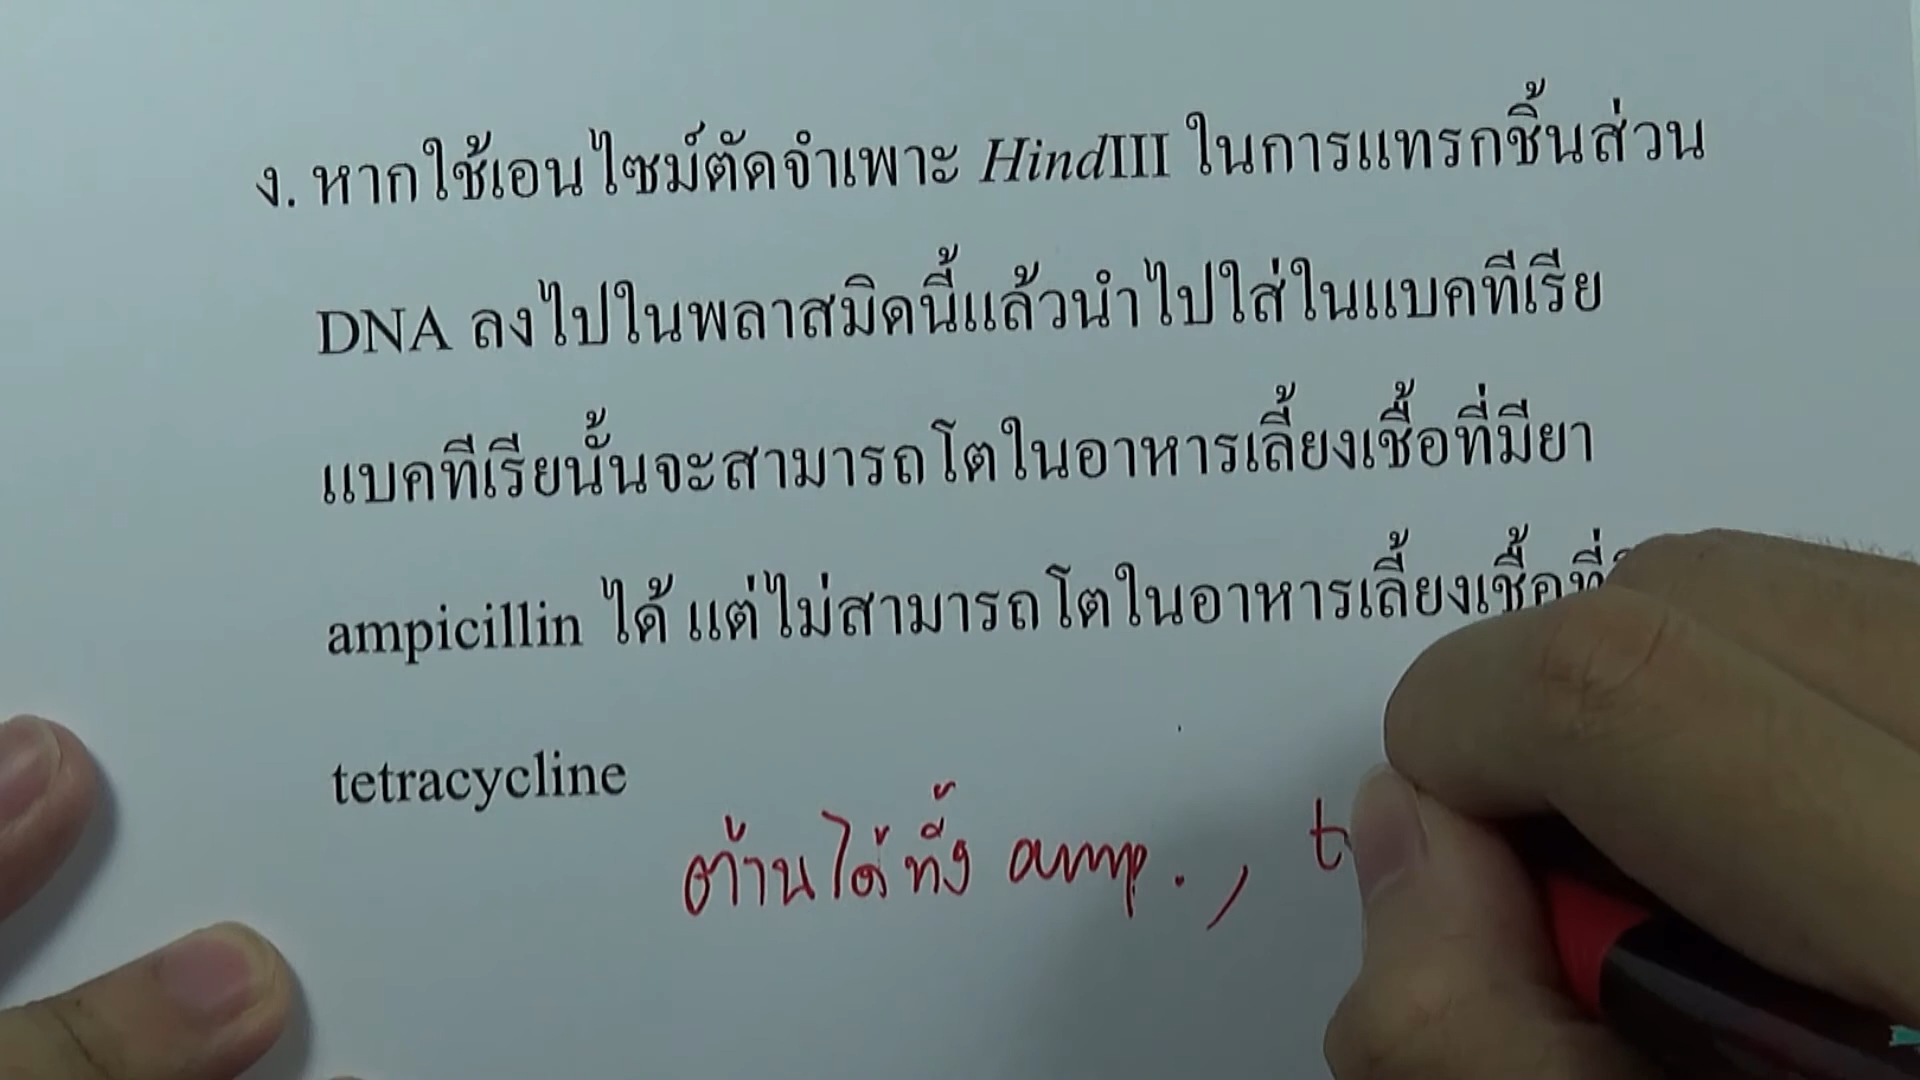 ง. หากใช้เอนไซม์ตัดจำเพาะ HindIII ในการแทรกชิ้นส่วน
DNA ลงไปในพลาสมิดนี้แล้วนำไปใส่ในแบคทีเรีย
แบคทีเรียนั้นจะสามารถโตในอาหารเลี้ยงเชื้อที่มียา
ampicillin ได้ แต่ไม่สามารถโตในอาหารเลี้ยงเชื้อที่
tetracycline
ต้านได้ทั้ง amp. ,